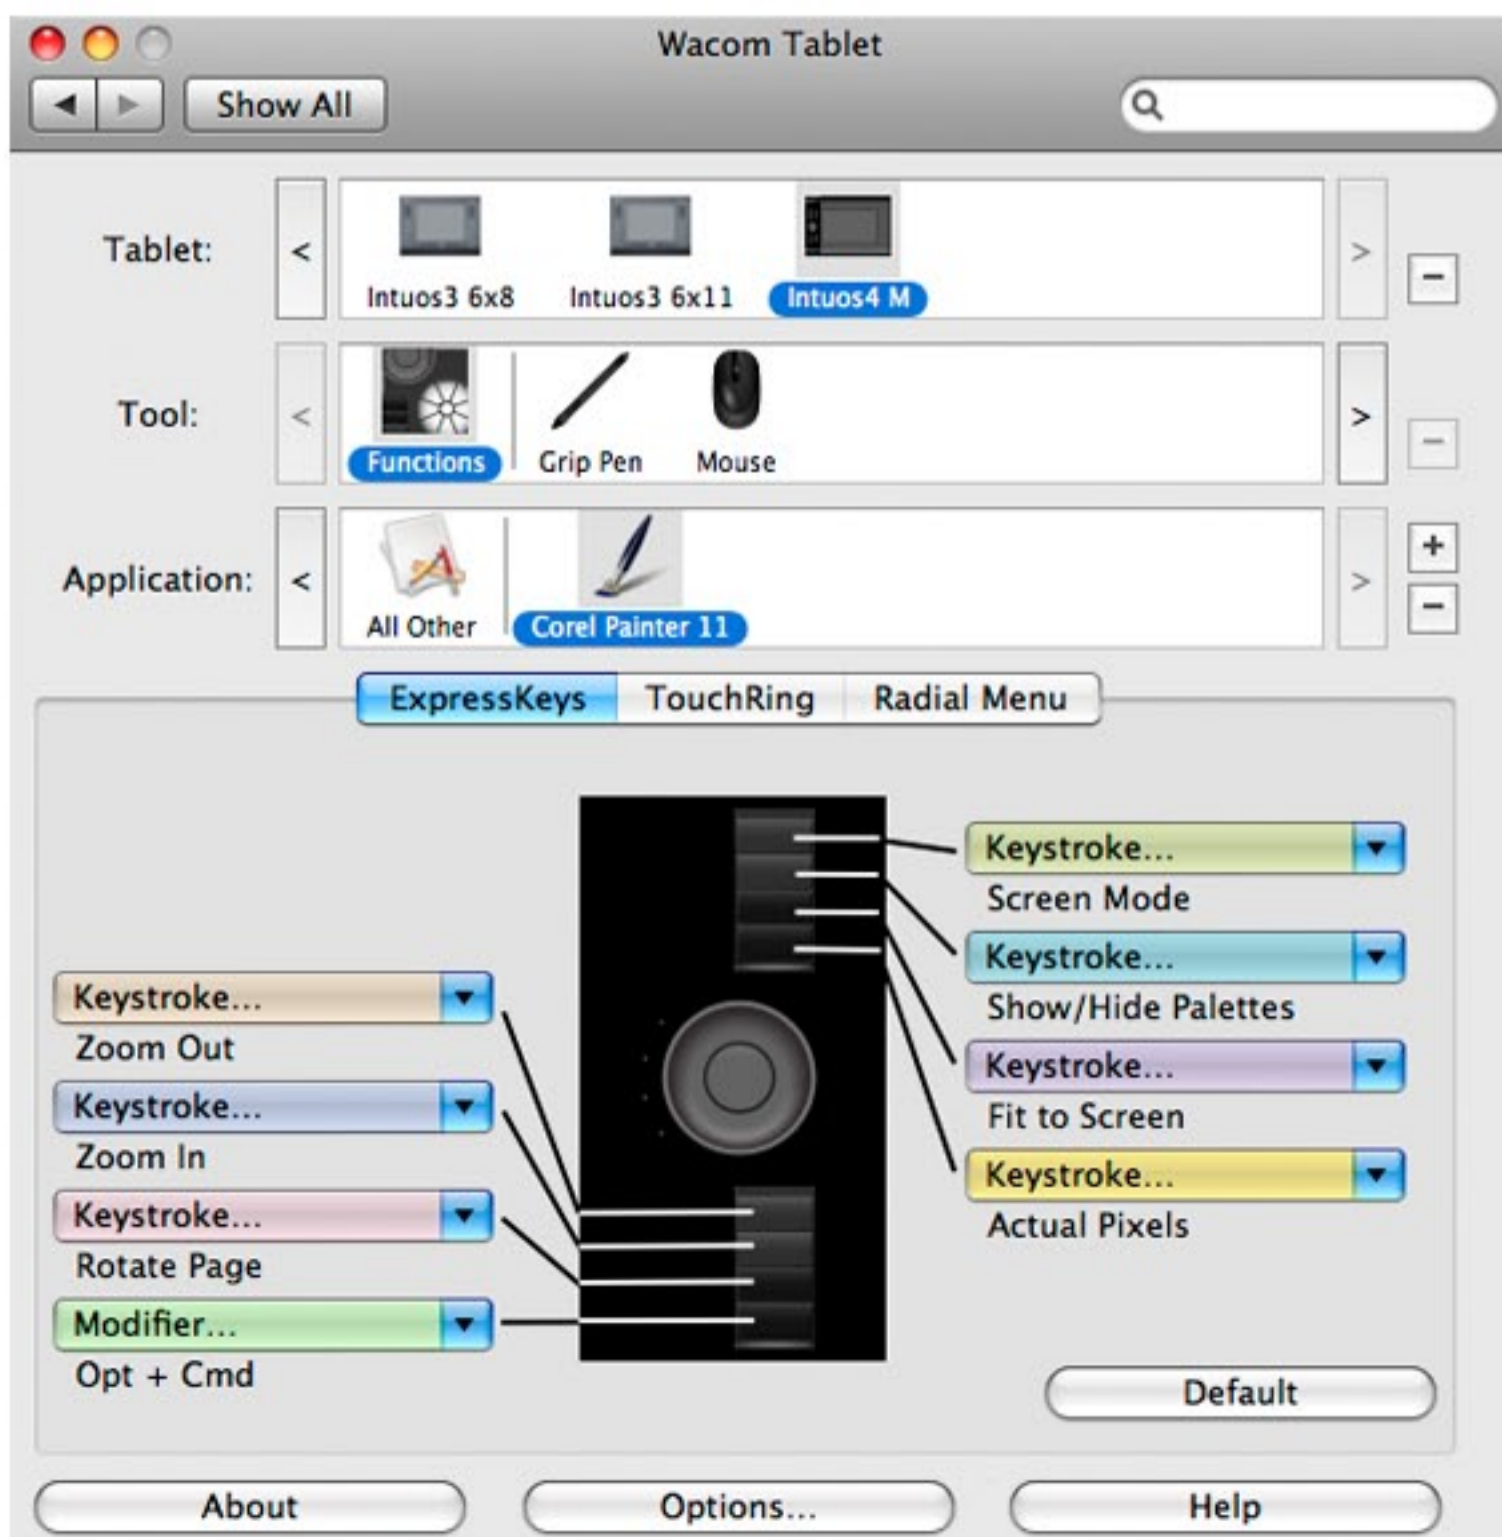 Wacom Tablet
Show All
Tablet:
<
Intuos3 6x8
Intuos3 6x11
Intuos4 M
>
−
Tool:
<
Functions
Grip Pen
Mouse
>
−
Application:
<
All Other
Corel Painter 11
>
+
−
ExpressKeys
TouchRing
Radial Menu
Keystroke...
Zoom Out
Keystroke...
Zoom In
Keystroke...
Rotate Page
Modifier...
Opt + Cmd
Keystroke...
Screen Mode
Keystroke...
Show/Hide Palettes
Keystroke...
Fit to Screen
Keystroke...
Actual Pixels
Default
About
Options...
Help